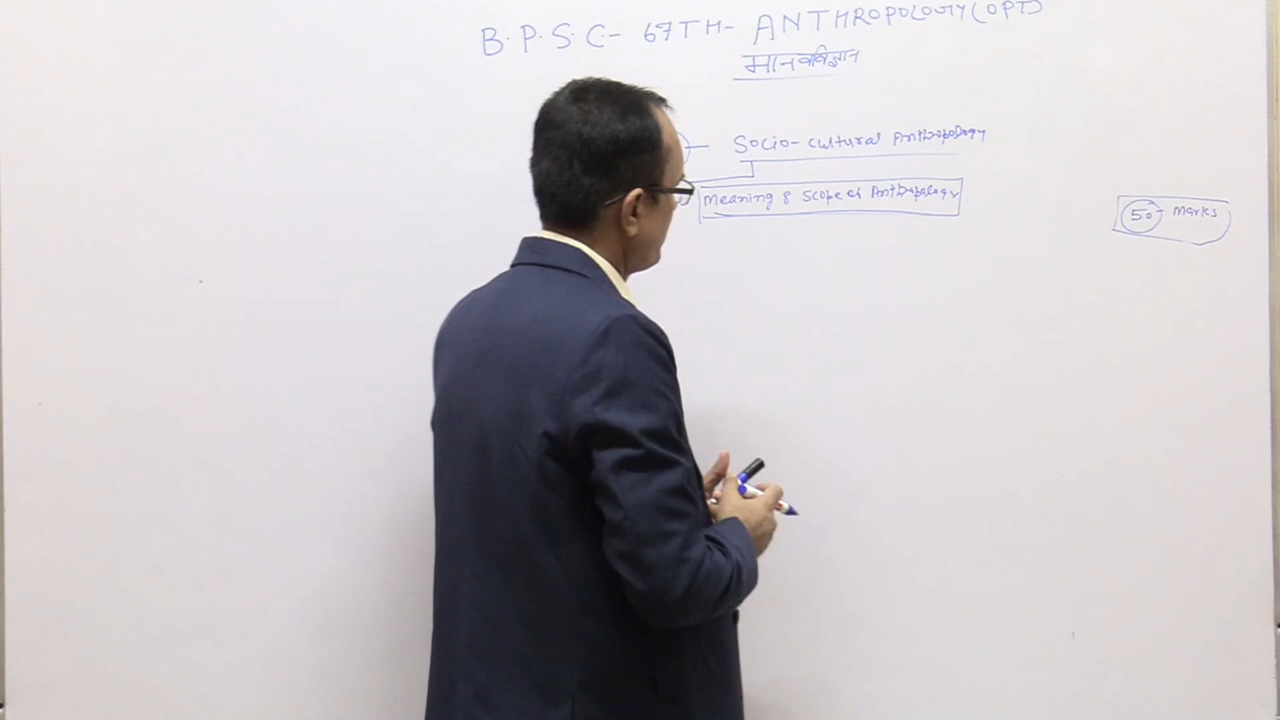 B.P.S.C- 67TH- ANTHROPOLOGY(OPT)
मानवविज्ञान
Socio-cultural Anthropology
Meaning & Scope of Anthropology
50 - marks